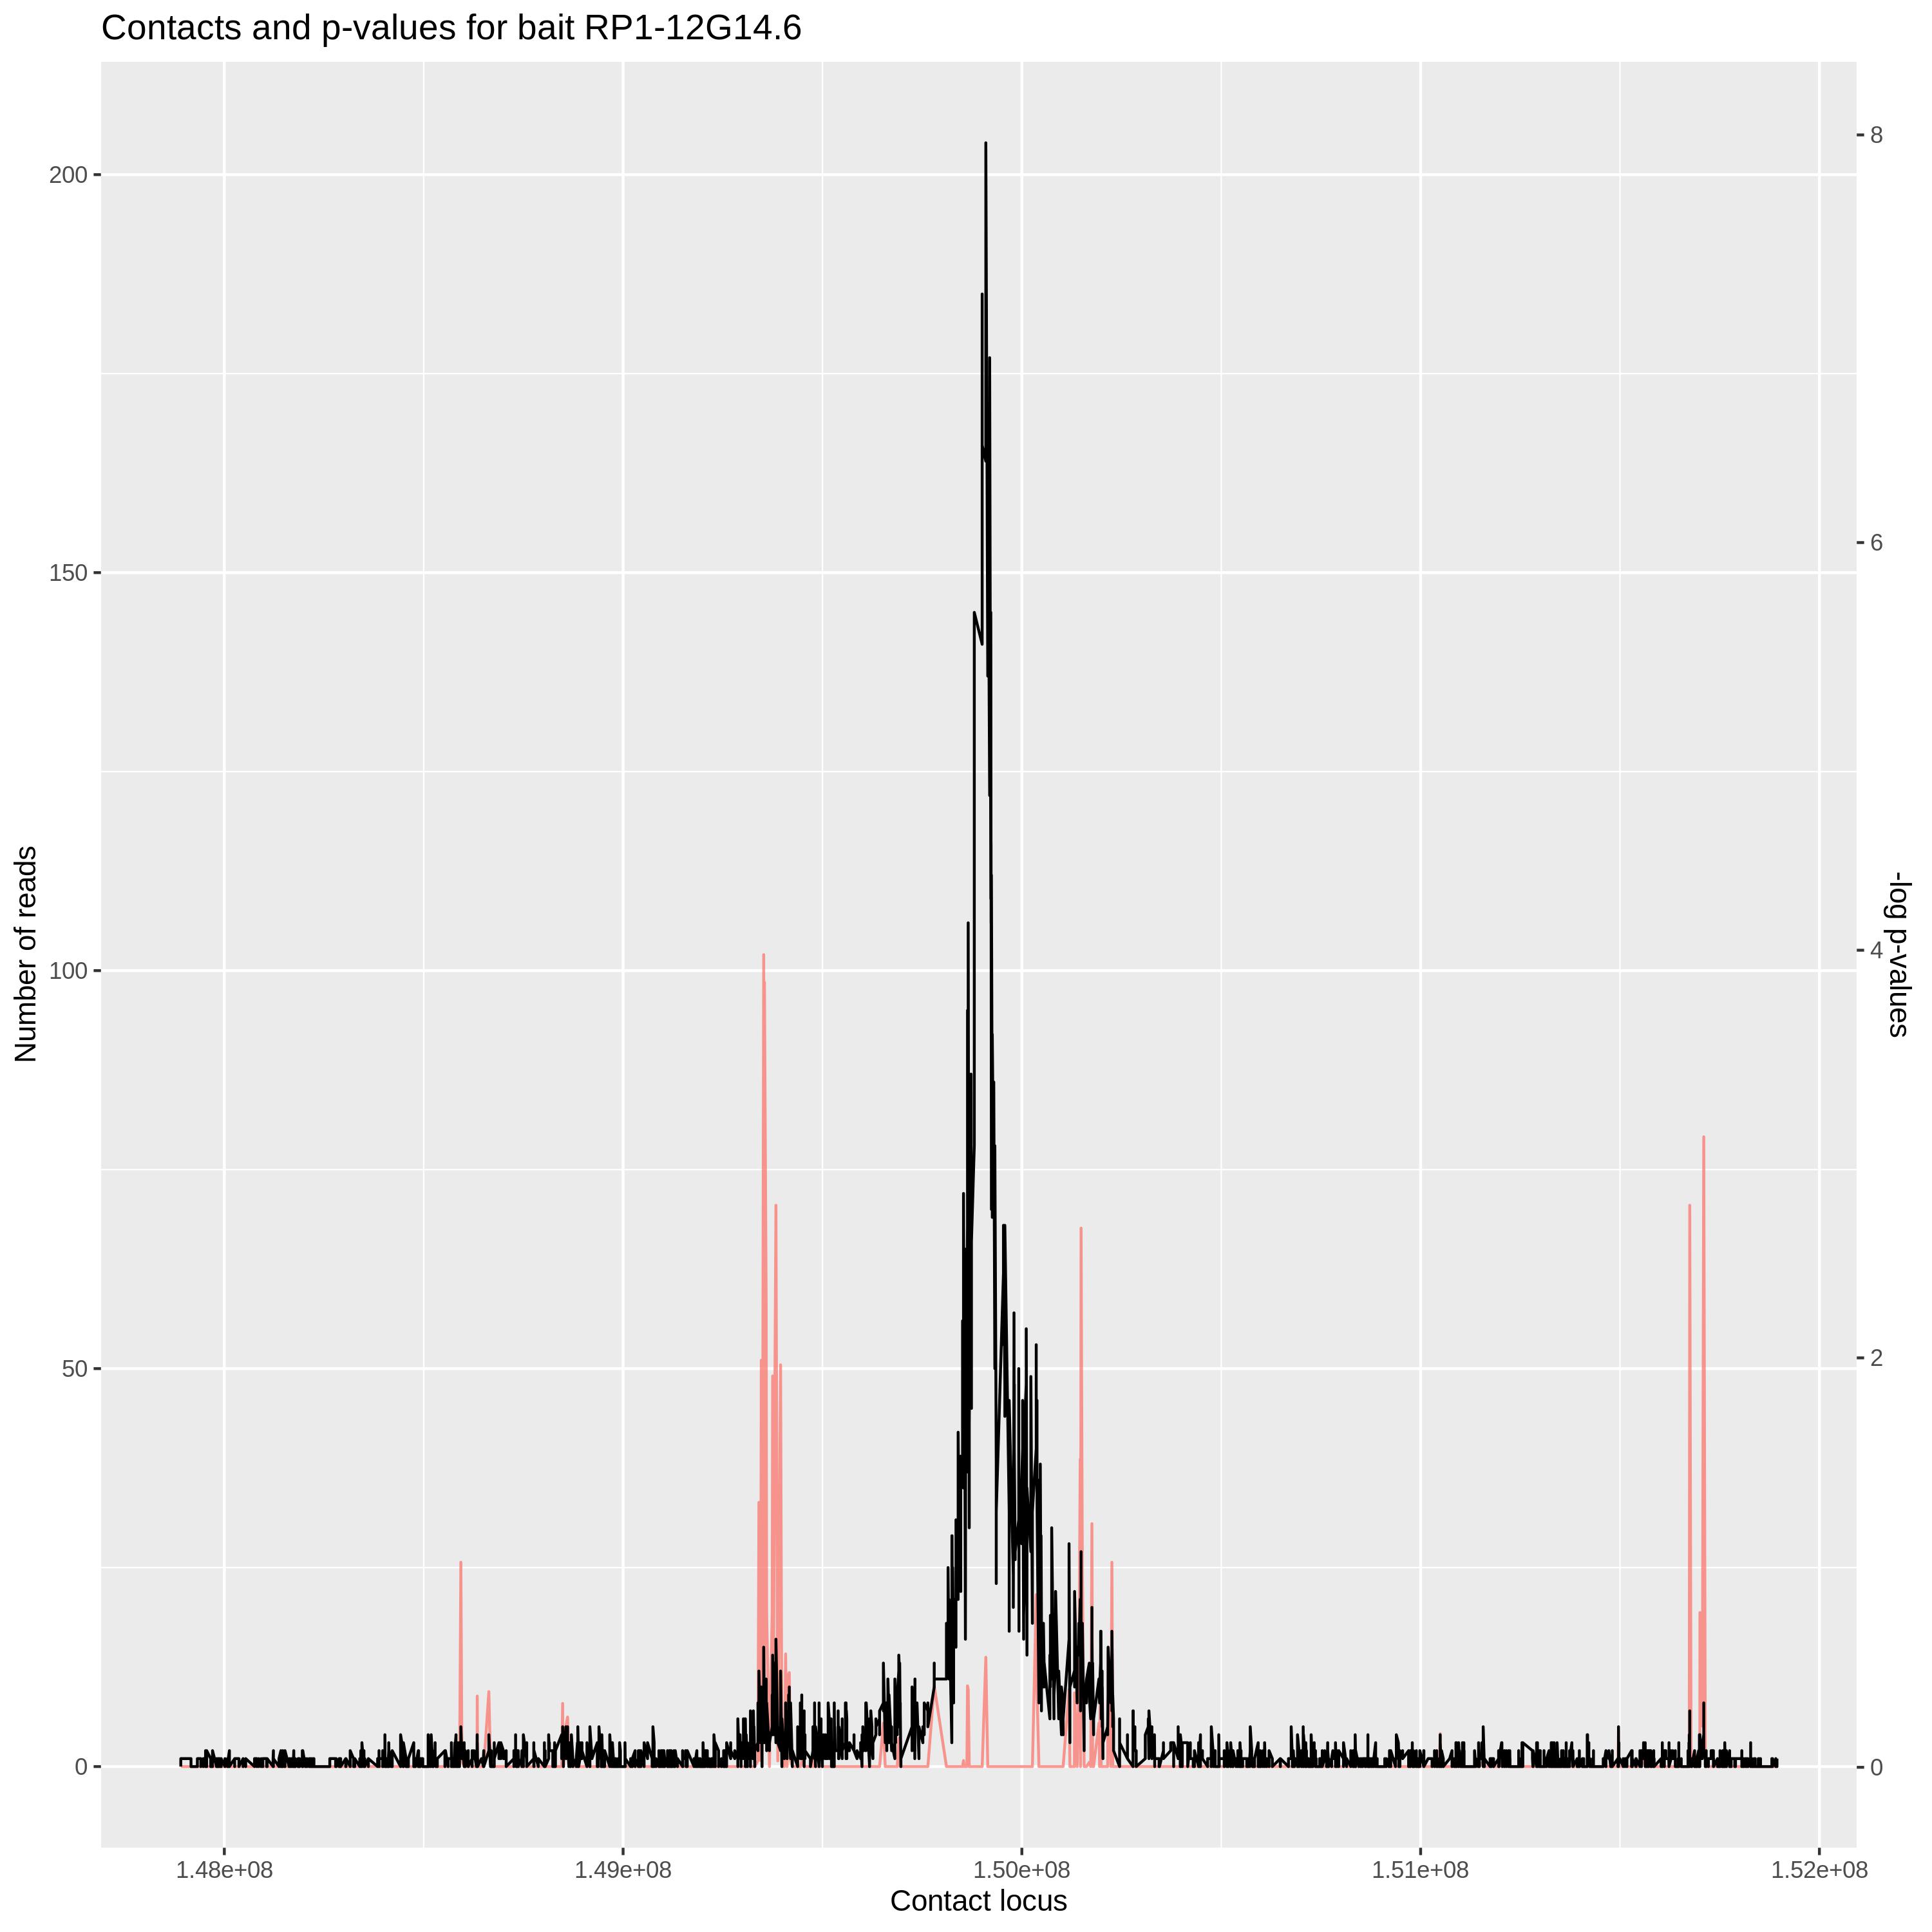 Contacts and p-values for bait RP1-12G14.6
Number of reads
200
150
100
50
0
8
6
4
2
0
-log p-values
1.48e+08 1.49e+08 1.50e+08 1.51e+08 1.52e+08
Contact locus